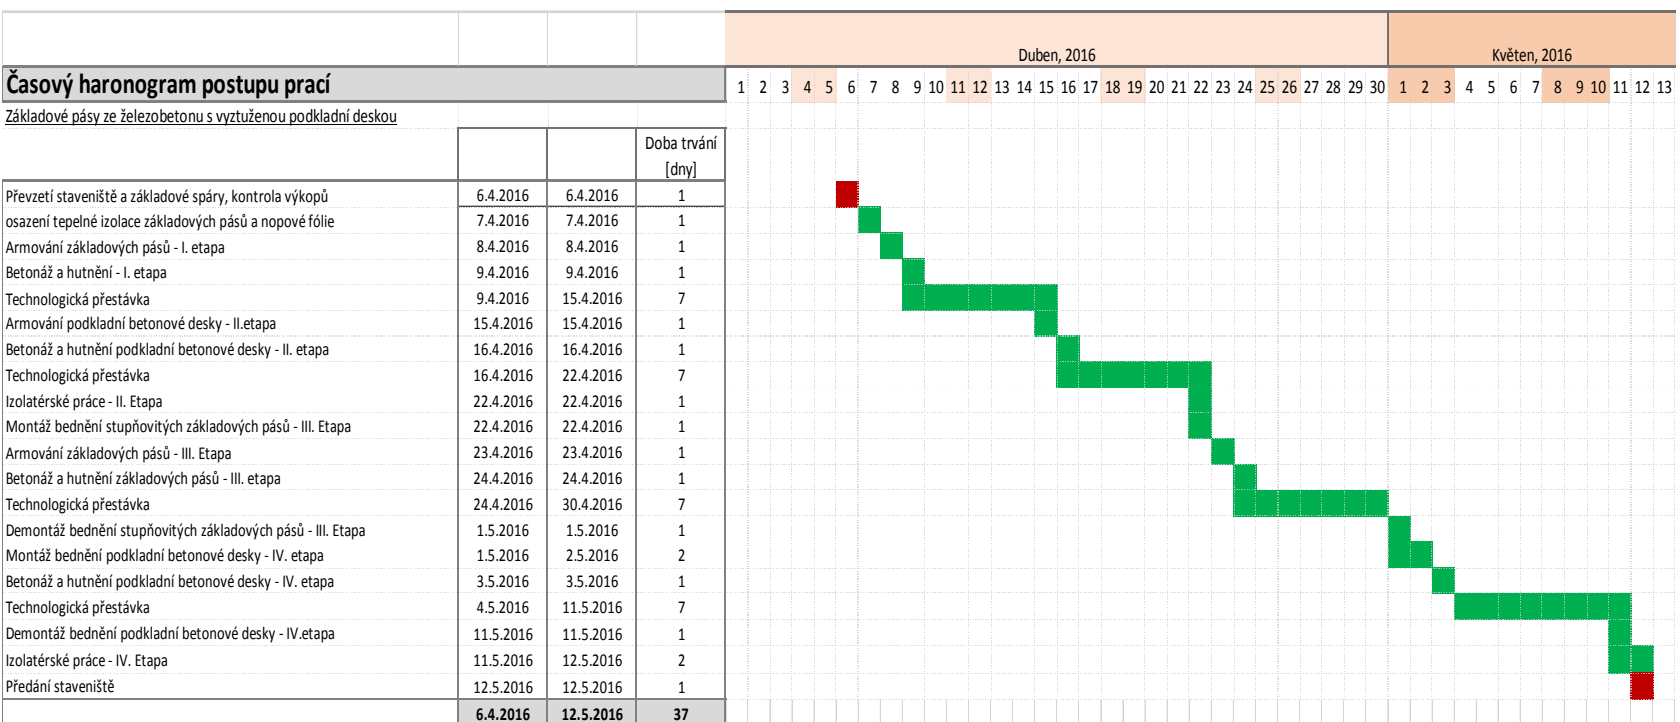 Duben, 2016 Květen, 2016
Časový haronogram postupu prací 1 2 3 4 5 6 7 8 9 10 11 12 13 14 15 16 17 18 19 20 21 22 23 24 25 26 27 28 29 30 1 2 3 4 5 6 7 8 9 10 11 12 13
Základové pásy ze železobetonu s vyztuženou podkladní deskou
Doba trvání
[dny]
Převzetí staveniště a základové spáry, kontrola výkopů 6.4.2016 6.4.2016 1
osazení tepelné izolace základových pásů a nopové fólie 7.4.2016 7.4.2016 1
Armování základových pásů - I. etapa 8.4.2016 8.4.2016 1
Betonáž a hutnění - I. etapa 9.4.2016 9.4.2016 1
Technologická přestávka 9.4.2016 15.4.2016 7
Armování podkladní betonové desky - II.etapa 15.4.2016 15.4.2016 1
Betonáž a hutnění podkladní betonové desky - II. etapa 16.4.2016 16.4.2016 1
Technologická přestávka 16.4.2016 22.4.2016 7
Izolatérské práce - II. Etapa 22.4.2016 22.4.2016 1
Montáž bednění stupňovitých základových pásů - III. Etapa 22.4.2016 22.4.2016 1
Armování základových pásů - III. Etapa 23.4.2016 23.4.2016 1
Betonáž a hutnění základových pásů - III. etapa 24.4.2016 24.4.2016 1
Technologická přestávka 24.4.2016 30.4.2016 7
Demontáž bednění stupňovitých základových pásů - III. Etapa 1.5.2016 1.5.2016 1
Montáž bednění podkladní betonové desky - IV. etapa 1.5.2016 2.5.2016 2
Betonáž a hutnění podkladní betonové desky - IV. etapa 3.5.2016 3.5.2016 1
Technologická přestávka 4.5.2016 11.5.2016 7
Demontáž bednění podkladní betonové desky - IV.etapa 11.5.2016 11.5.2016 1
Izolatérské práce - IV. Etapa 11.5.2016 12.5.2016 2
Předání staveniště 12.5.2016 12.5.2016 1
6.4.2016 12.5.2016 37